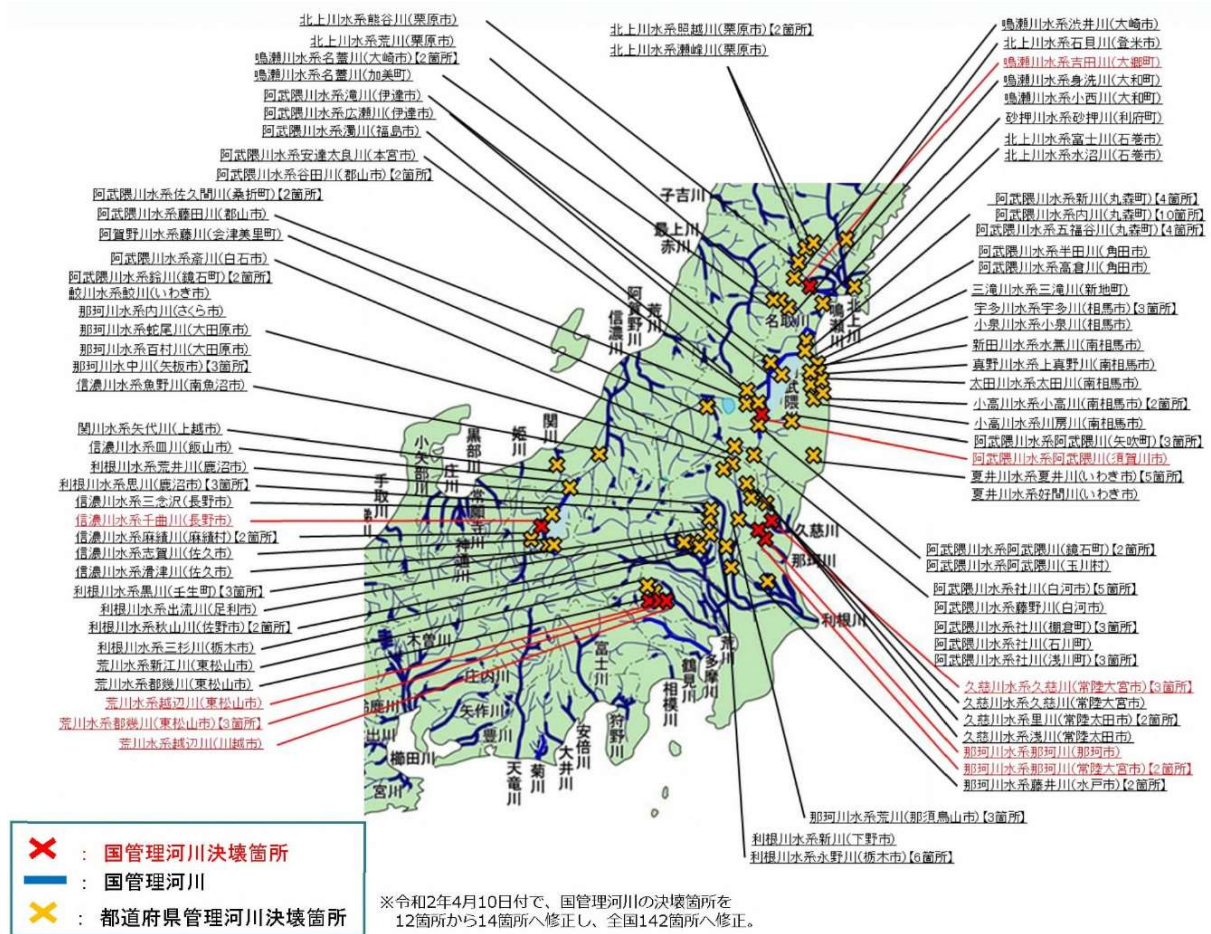 北上川水系熊谷川(栗原市)
北上川水系荒川(栗原市)
鳴瀬川水系名蓋川(大崎市)【2箇所】
鳴瀬川水系名蓋川(加美町)
阿武隈川水系滝川(伊達市)
阿武隈川水系広瀬川(伊達市)
阿武隈川水系濁川(福島市)
阿武隈川水系安達太良川(本宮市)
阿武隈川水系谷田川(郡山市)【2箇所】
阿武隈川水系佐久間川(桑折町)【2箇所】
阿武隈川水系藤田川(郡山市)
阿賀野川水系藤川(会津美里町)
阿武隈川水系斎川(白石市)
阿武隈川水系鈴川(鏡石町)【2箇所】
鮫川水系鮫川(いわき市)
那珂川水系内川(さくら市)
那珂川水系蛇尾川(大田原市)
那珂川水系百村川(大田原市)
那珂川水系中川(矢板市)【3箇所】
信濃川水系魚野川(南魚沼市)
関川水系矢代川(上越市)
信濃川水系皿川(飯山市)
利根川水系荒井川(鹿沼市)
利根川水系思川(鹿沼市)【3箇所】
信濃川水系三念沢(長野市)
信濃川水系千曲川(長野市)
信濃川水系麻績川(麻績村)【2箇所】
信濃川水系志賀川(佐久市)
信濃川水系滑津川(佐久市)
利根川水系黒川(壬生町)【3箇所】
利根川水系出流川(足利市)
利根川水系秋山川(佐野市)【2箇所】
利根川水系三杉川(栃木市)
荒川水系新江川(東松山市)
荒川水系都幾川(東松山市)
荒川水系越辺川(東松山市)
荒川水系都幾川(東松山市)【3箇所】
荒川水系越辺川(川越市)
北上川水系照越川(栗原市)【2箇所】
北上川水系瀬峰川(栗原市)
鳴瀬川水系渋井川(大崎市)
北上川水系石貝川(登米市)
鳴瀬川水系吉田川(大郷町)
鳴瀬川水系身洗川(大和町)
鳴瀬川水系小西川(大和町)
砂押川水系砂押川(利府町)
北上川水系富士川(石巻市)
北上川水系水沼川(石巻市)
阿武隈川水系新川(丸森町)【4箇所】
阿武隈川水系内川(丸森町)【10箇所】
阿武隈川水系五福谷川(丸森町)【4箇所】
阿武隈川水系半田川(角田市)
阿武隈川水系高倉川(角田市)
三滝川水系三滝川(新地町)
宇多川水系宇多川(相馬市)【3箇所】
小泉川水系小泉川(相馬市)
新田川水系水無川(南相馬市)
真野川水系上真野川(南相馬市)
太田川水系太田川(南相馬市)
小高川水系小高川(南相馬市)【2箇所】
小高川水系川房川(南相馬市)
阿武隈川水系阿武隈川(矢吹町)【3箇所】
阿武隈川水系阿武隈川(須賀川市)
夏井川水系夏井川(いわき市)【5箇所】
夏井川水系好間川(いわき市)
阿武隈川水系阿武隈川(鏡石町)【2箇所】
阿武隈川水系阿武隈川(玉川村)
阿武隈川水系社川(白河市)【5箇所】
阿武隈川水系藤野川(白河市)
阿武隈川水系社川(棚倉町)【3箇所】
阿武隈川水系社川(石川町)
阿武隈川水系社川(浅川町)【3箇所】
久慈川水系久慈川(常陸大宮市)【3箇所】
久慈川水系久慈川(常陸大宮市)
久慈川水系里川(常陸太田市)【2箇所】
久慈川水系浅川(常陸太田市)
那珂川水系那珂川(那珂市)
那珂川水系那珂川(常陸大宮市)【2箇所】
那珂川水系藤井川(水戸市)【2箇所】
那珂川水系荒川(那須烏山市)【3箇所】
利根川水系新川(下野市)
利根川水系永野川(栃木市)【6箇所】
子吉川
最上川
赤川
荒川
阿賀野川
信濃川
関川
姫川
黒部川
常願寺川
神通川
庄川
小矢部川
手取川
名取川
鳴瀬川
北上川
武隈
久慈川
那珂川
利根川
荒川
多摩川
鶴見川
相模川
富士川
狩野川
安倍川
大井川
菊川
天竜川
豊川
矢作川
庄内川
木曽川
鈴鹿川
出川
櫛田川
宮川
: 国管理河川決壊箇所
: 国管理河川
: 都道府県管理河川決壊箇所
※令和2年4月10日付で、国管理河川の決壊箇所を
12箇所から14箇所へ修正し、全国142箇所へ修正。